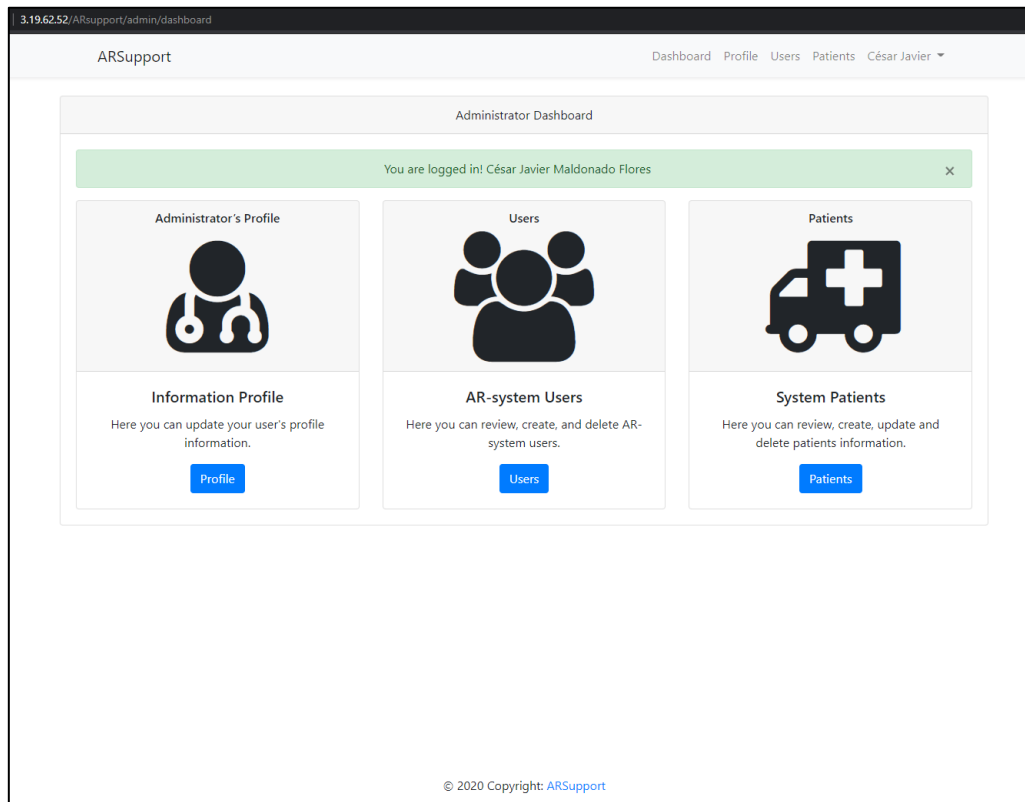 3.19.62.52/ARsupport/admin/dashboard
ARSupport Dashboard Profile Users Patients César Javier
Administrator Dashboard
You are logged in! César Javier Maldonado Flores ×
Administrator's Profile
Information Profile
Here you can update your user's profile
information.
Profile
Users
AR-system Users
Here you can review, create, and delete AR-
system users.
Users
Patients
System Patients
Here you can review, create, update and
delete patients information.
Patients
© 2020 Copyright: ARSupport